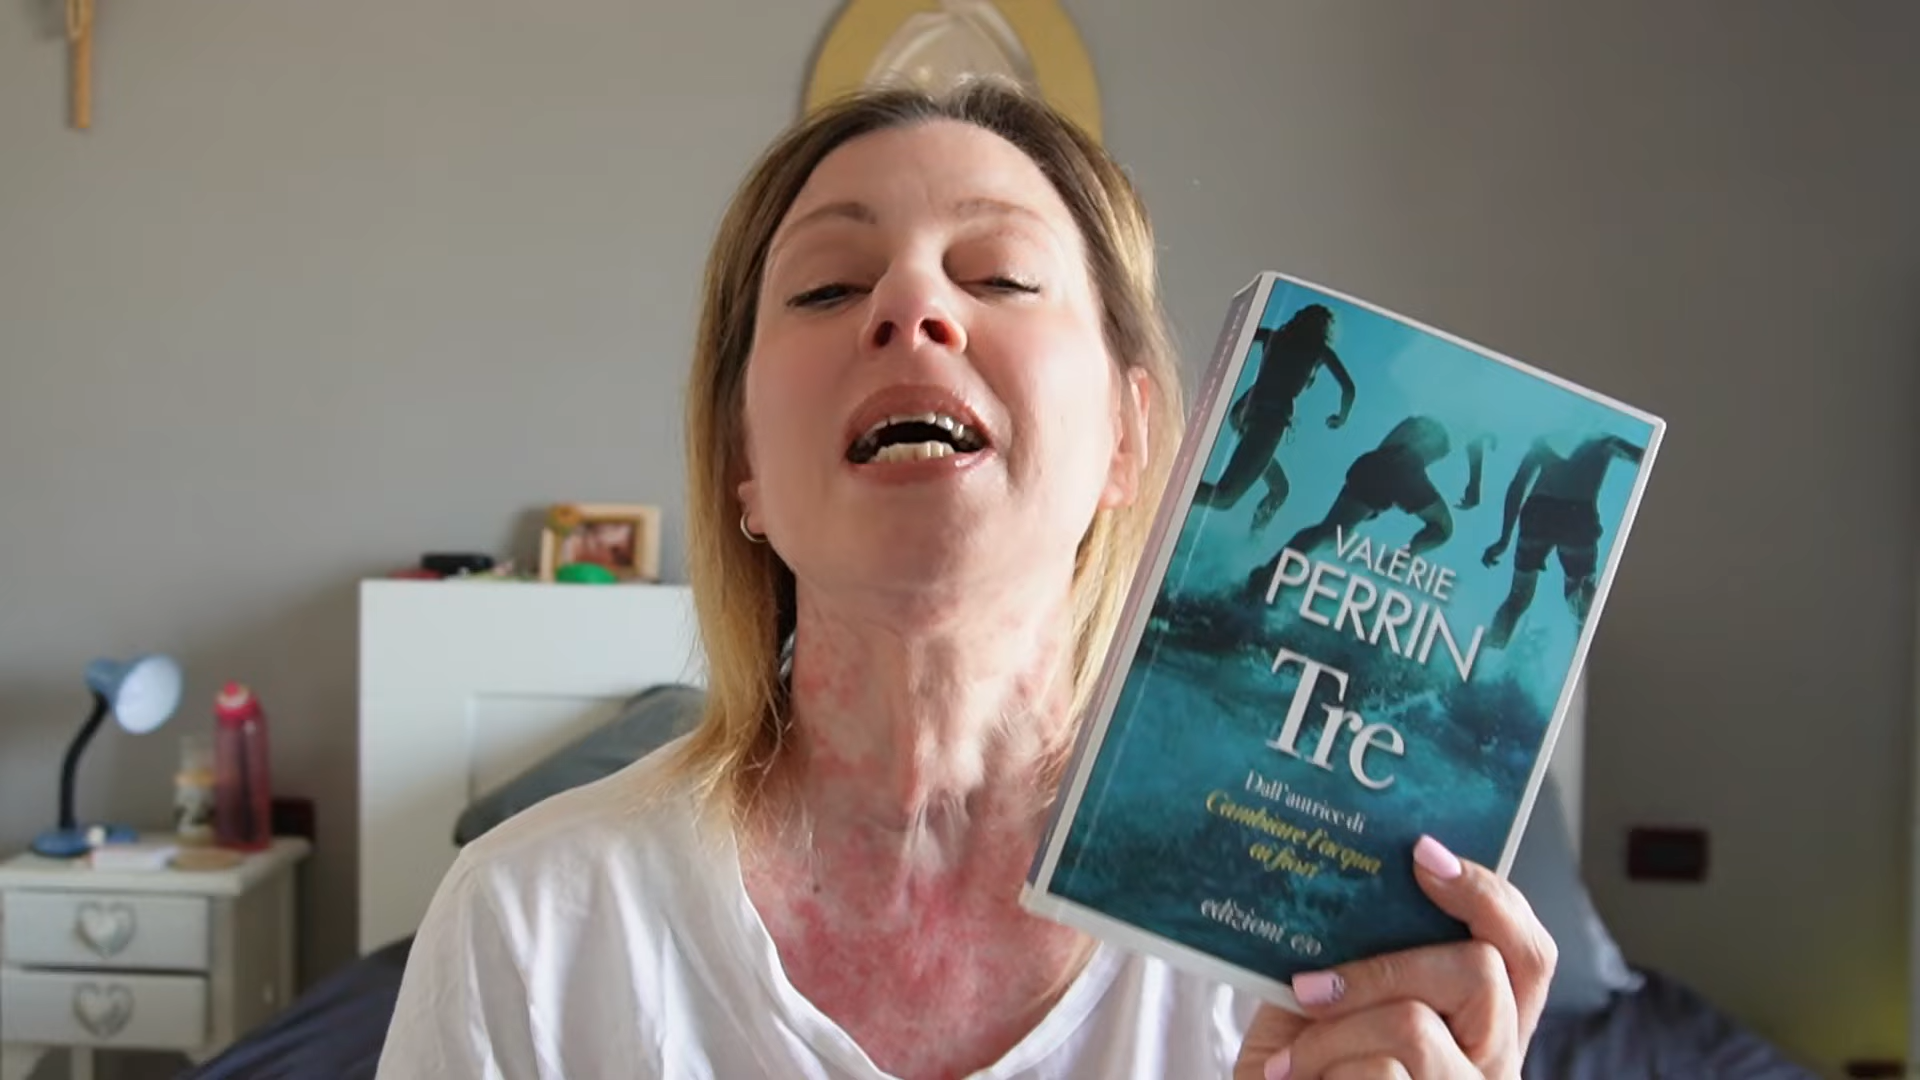 VALÉRIE
PERRIN
Tre
Dall'autrice di
Cambiare l'acqua
ai fiori
edizioni e/o